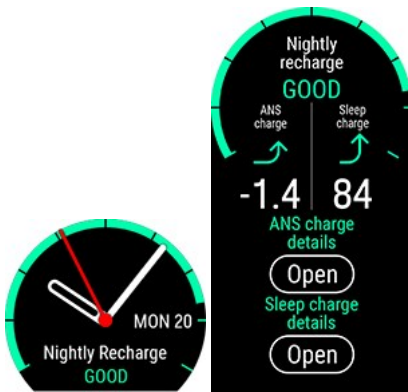 MON 20
Nightly Recharge
GOOD
Nightly
recharge
GOOD
ANS
charge
Sleep
charge
-1.4
84
ANS charge
details
Open
Sleep charge
details
Open